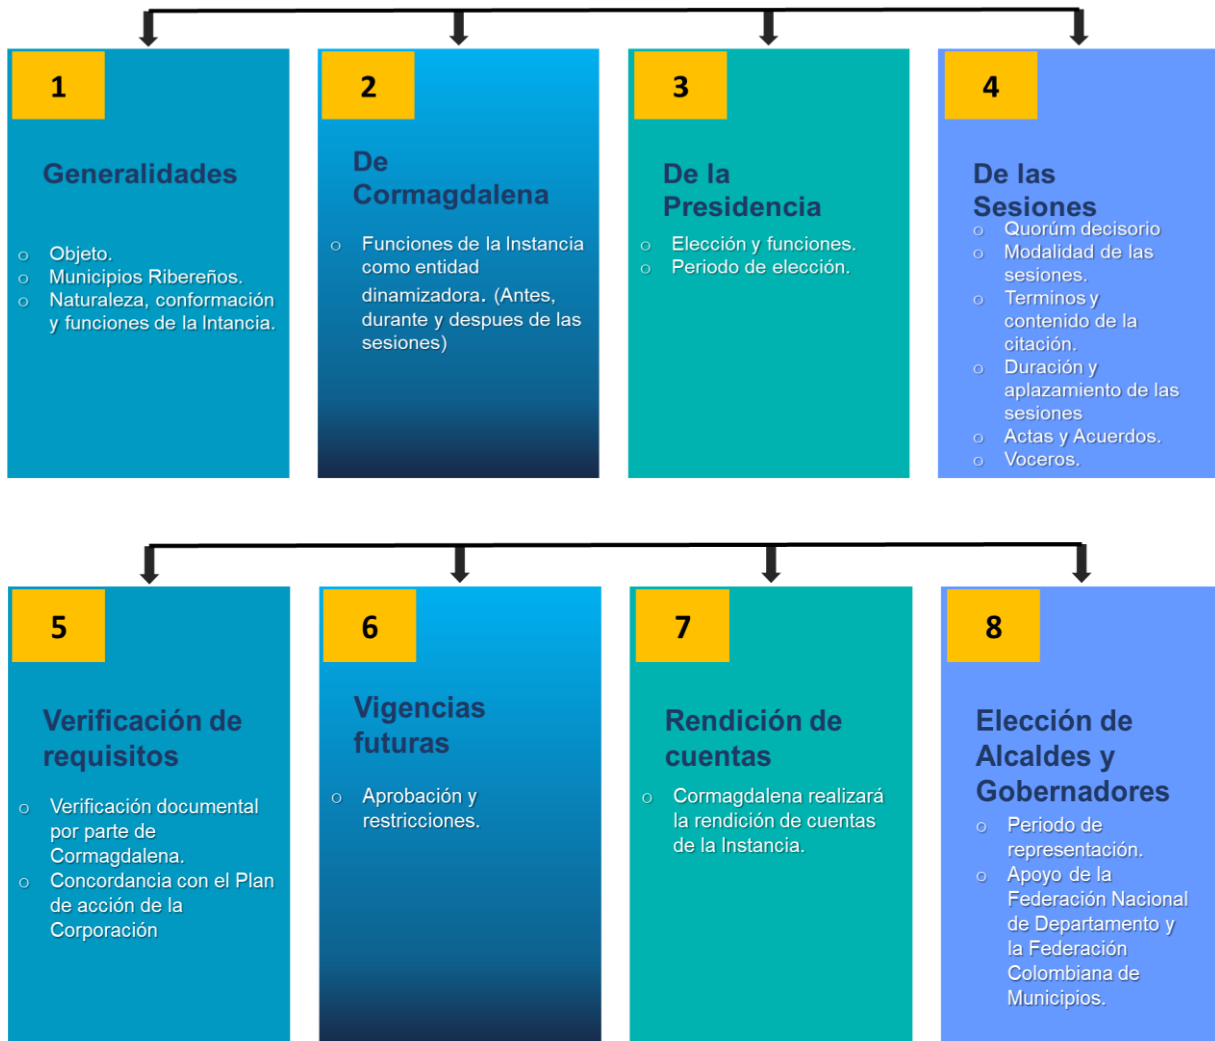 1
Generalidades
○ Objeto.
○ Municipios Ribereños.
○ Naturaleza, conformación
y funciones de la Intancia.
2
De
Cormagdalena
○ Funciones de la Instancia
como entidad
dinamizadora. (Antes,
durante y despues de las
sesiones)
3
De la
Presidencia
○ Elección y funciones.
○ Periodo de elección.
4
De las
Sesiones
○ Quorúm decisorio
○ Modalidad de las
sesiones.
○ Terminos y
contenido de la
citación.
○ Duración y
aplazamiento de las
sesiones
○ Actas y Acuerdos.
○ Voceros.
5
Verificación de
requisitos
○ Verificación documental
por parte de
Cormagdalena.
○ Concordancia con el Plan
de acción de la
Corporación
6
Vigencias
futuras
○ Aprobación y
restricciones.
7
Rendición de
cuentas
○ Cormagdalena realizará
la rendición de cuentas
de la Instancia.
8
Elección de
Alcaldes y
Gobernadores
○ Periodo de
representación.
○ Apoyo de la
Federación Nacional
de Departamento y
la Federación
Colombiana de
Municipios.